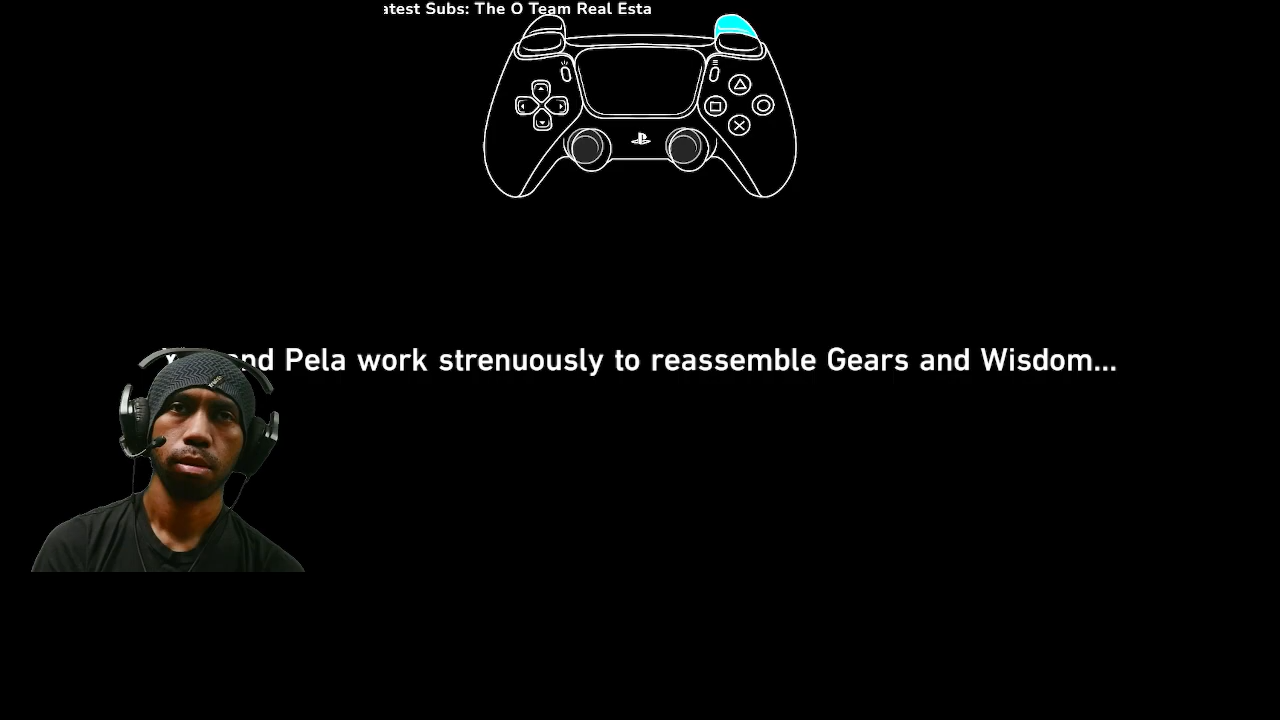 atest Subs: The O Team Real Esta
and Pela work strenuously to reassemble Gears and Wisdom...